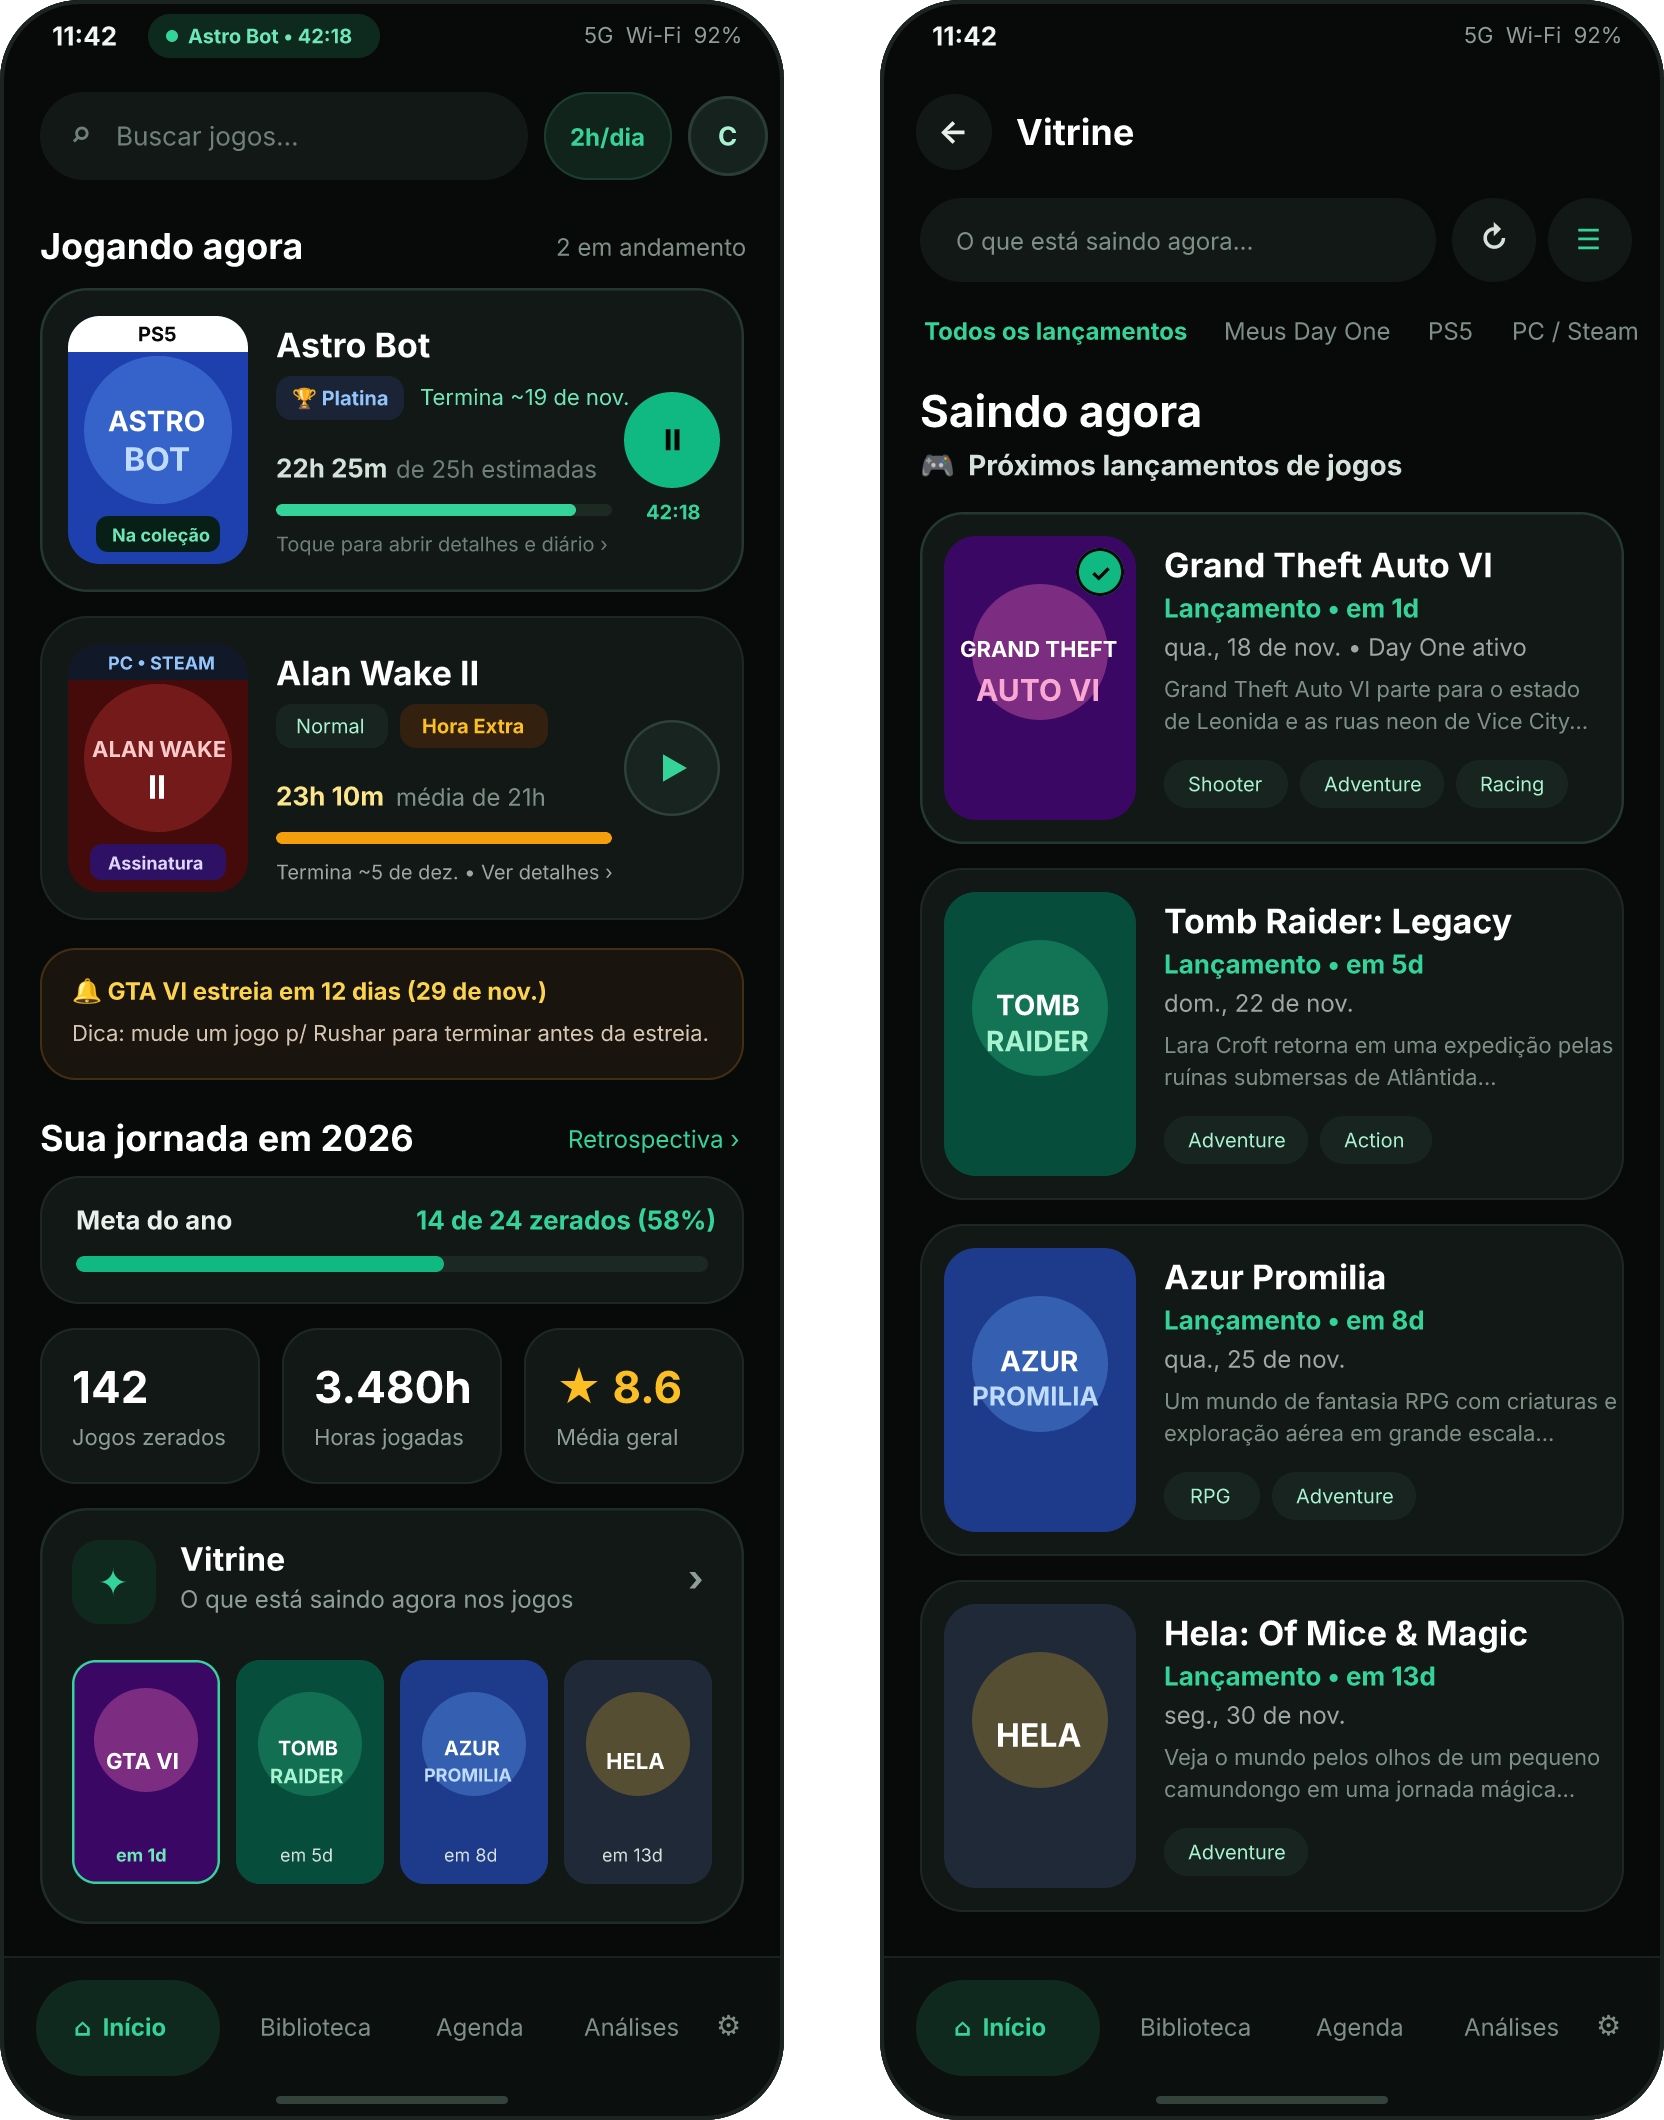 11:42
Astro Bot • 42:18
5G Wi-Fi 92%
Buscar jogos...
2h/dia
C
Jogando agora
2 em andamento
PS5
ASTRO
BOT
Na coleção
Astro Bot
🏆 Platina
Termina ~19 de nov.
22h 25m de 25h estimadas
42:18
Toque para abrir detalhes e diário ›
PC • STEAM
ALAN WAKE
II
Assinatura
Alan Wake II
Normal
Hora Extra
23h 10m média de 21h
Termina ~5 de dez. • Ver detalhes ›
🔔 GTA VI estreia em 12 dias (29 de nov.)
Dica: mude um jogo p/ Rushar para terminar antes da estreia.
Sua jornada em 2026
Retrospectiva ›
Meta do ano
14 de 24 zerados (58%)
142
Jogos zerados
3.480h
Horas jogadas
★ 8.6
Média geral
Vitrine
O que está saindo agora nos jogos
GTA VI
em 1d
TOMB
RAIDER
em 5d
AZUR
PROMILIA
em 8d
HELA
em 13d
Início
Biblioteca
Agenda
Análises
11:42
5G Wi-Fi 92%
Vitrine
O que está saindo agora...
Todos os lançamentos
Meus Day One
PS5
PC / Steam
Saindo agora
🎮 Próximos lançamentos de jogos
GRAND THEFT
AUTO VI
Grand Theft Auto VI
Lançamento • em 1d
qua., 18 de nov. • Day One ativo
Grand Theft Auto VI parte para o estado
de Leonida e as ruas neon de Vice City...
Shooter
Adventure
Racing
TOMB
RAIDER
Tomb Raider: Legacy
Lançamento • em 5d
dom., 22 de nov.
Lara Croft retorna em uma expedição pelas
ruínas submersas de Atlântida...
Adventure
Action
AZUR
PROMILIA
Azur Promilia
Lançamento • em 8d
qua., 25 de nov.
Um mundo de fantasia RPG com criaturas e
exploração aérea em grande escala...
RPG
Adventure
HELA
Hela: Of Mice & Magic
Lançamento • em 13d
seg., 30 de nov.
Veja o mundo pelos olhos de um pequeno
camundongo em uma jornada mágica...
Adventure
Início
Biblioteca
Agenda
Análises